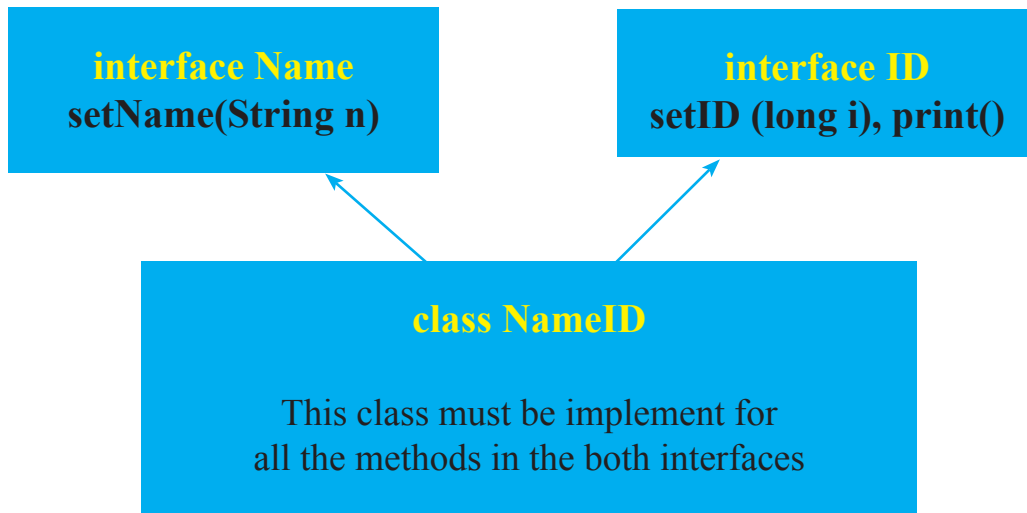 interface Name
setName(String n)
interface ID
setID (long i), print()
class NameID
This class must be implement for
all the methods in the both interfaces